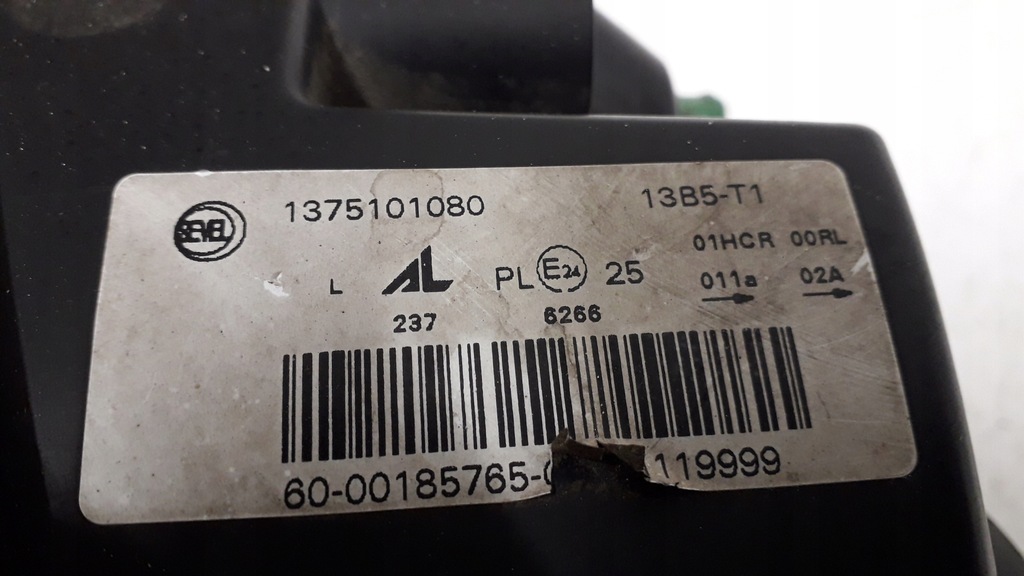 SEVEL 1375101080 13B5-T1
01HCR 00RL
L AL PL E24 25 011a 02A
237 6266
60-00185765- 119999